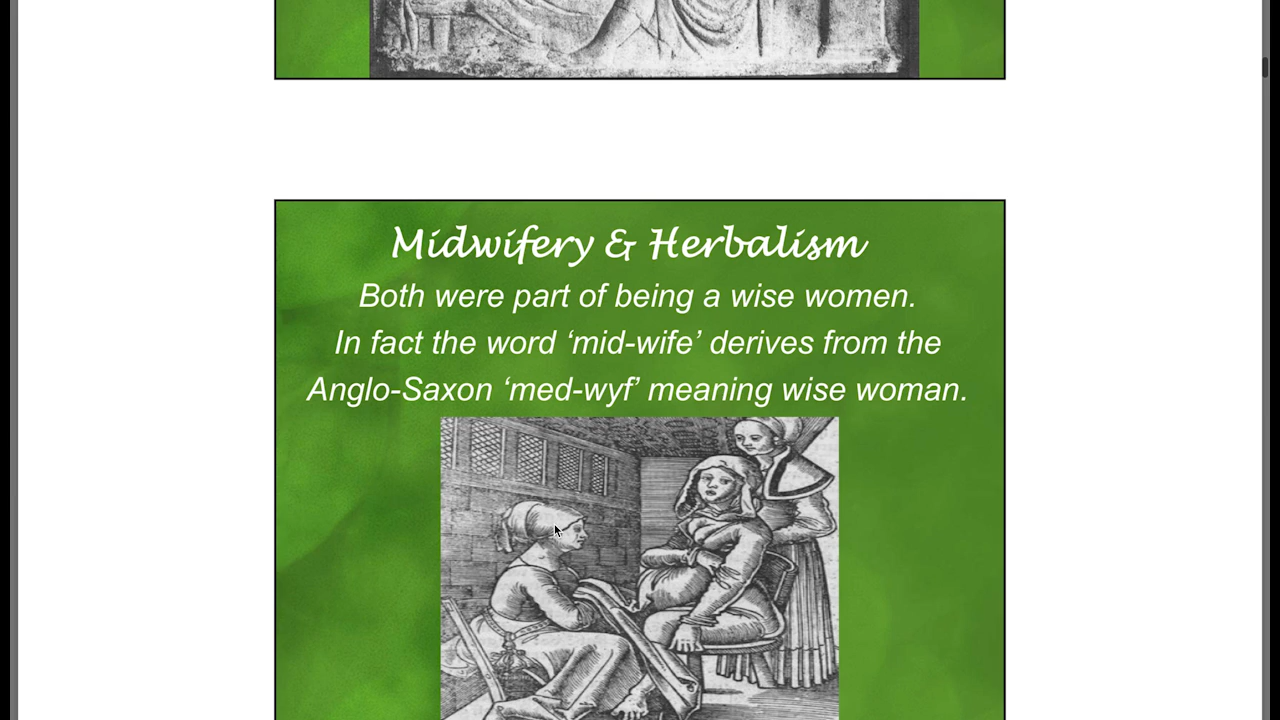 Midwifery & Herbalism
Both were part of being a wise women.
In fact the word ‘mid-wife’ derives from the
Anglo-Saxon ‘med-wyf’ meaning wise woman.